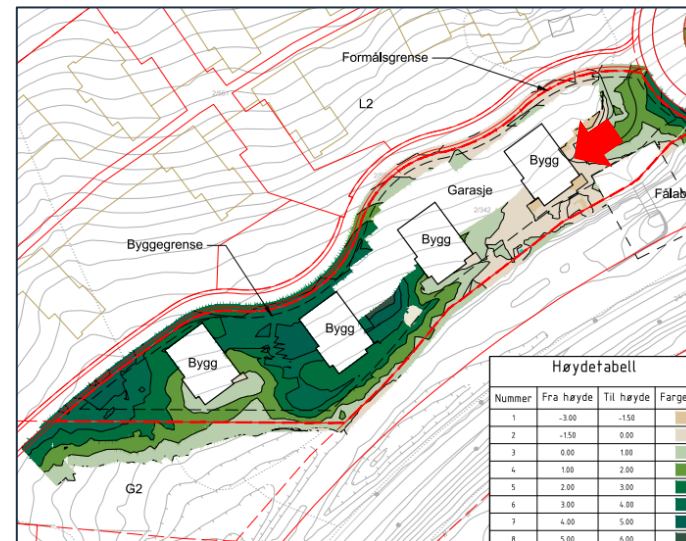 Formålsgrense
L2
Bygg
Garasje
2/342
Bygg
Byggegrense
Bygg
Bygg
G2
Høydetabell
Nummer Fra høyde Til høyde Farge
1 -3.00 -1.50
2 -1.50 0.00
3 0.00 1.00
4 1.00 2.00
5 2.00 3.00
6 3.00 4.00
7 4.00 5.00
8 5.00 6.00